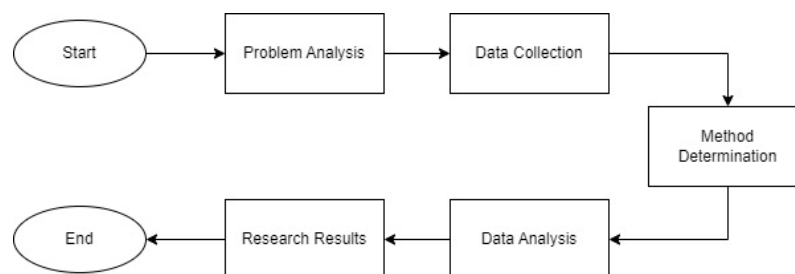 Start
Problem Analysis
Data Collection
Method
Determination
Data Analysis
Research Results
End